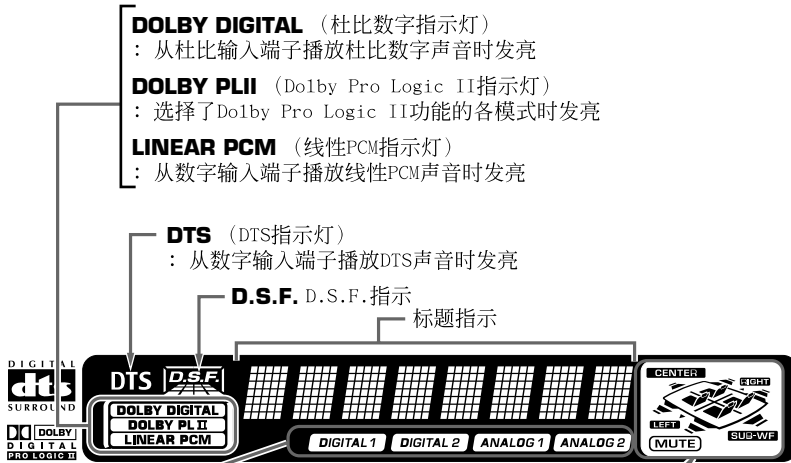 DOLBY DIGITAL （杜比数字指示灯）
：从杜比输入端子播放杜比数字声音时发亮
DOLBY PLII （Dolby Pro Logic II指示灯）
：选择了Dolby Pro Logic II功能的各模式时发亮
LINEAR PCM （线性PCM指示灯）
：从数字输入端子播放线性PCM声音时发亮
DTS （DTS指示灯）
：从数字输入端子播放DTS声音时发亮
D.S.F. D.S.F.指示
标题指示
DIGITAL
dts
SURROUND
DOLBY
DIGITAL
PRO LOGIC II
DTS D.S.F.
DOLBY DIGITAL
DOLBY PL II
LINEAR PCM
DIGITAL 1 DIGITAL 2 ANALOG 1 ANALOG 2
CENTER
RIGHT
LEFT
SUB-WF
MUTE